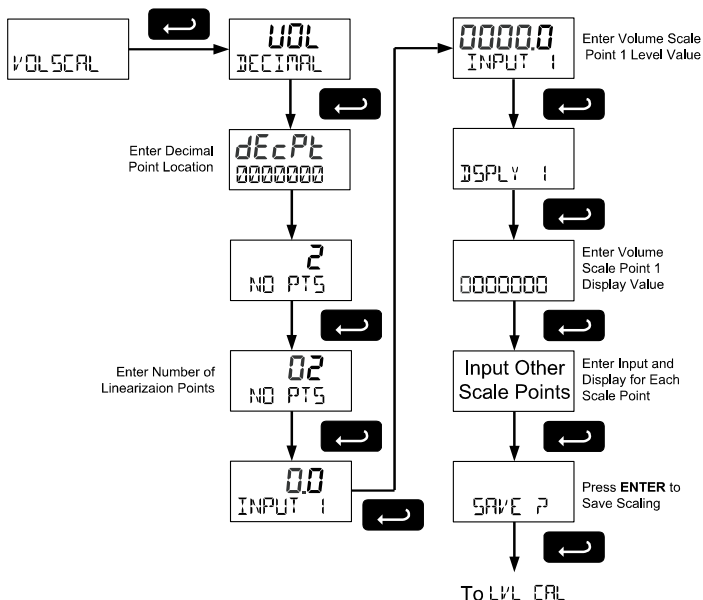 VOLSCAL
VOL
DECIMAL
Enter Decimal
Point Location
dEcPt
0000000
2
NO PTS
Enter Number of
Linearizaion Points
02
NO PTS
0.0
INPUT 1
0000.0
INPUT 1
Enter Volume Scale
Point 1 Level Value
DSPLY 1
0000000
Enter Volume
Scale Point 1
Display Value
Input Other
Scale Points
Enter Input and
Display for Each
Scale Point
SAVE ?
Press ENTER to
Save Scaling
To LVL CAL